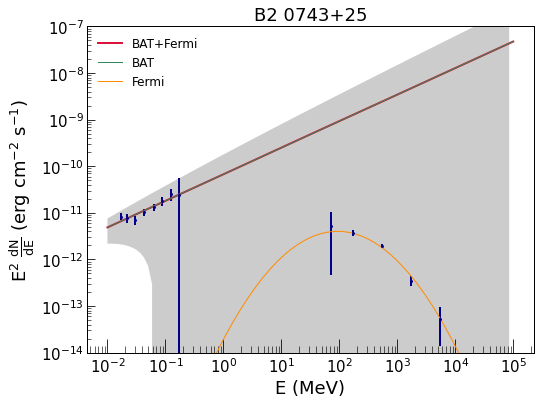 B2 0743+25
BAT+Fermi
BAT
Fermi
10⁻⁷
10⁻⁸
10⁻⁹
10⁻¹⁰
10⁻¹¹
10⁻¹²
10⁻¹³
10⁻¹⁴
E² dN/dE (erg cm⁻² s⁻¹)
10⁻² 10⁻¹ 10⁰ 10¹ 10² 10³ 10⁴ 10⁵
E (MeV)